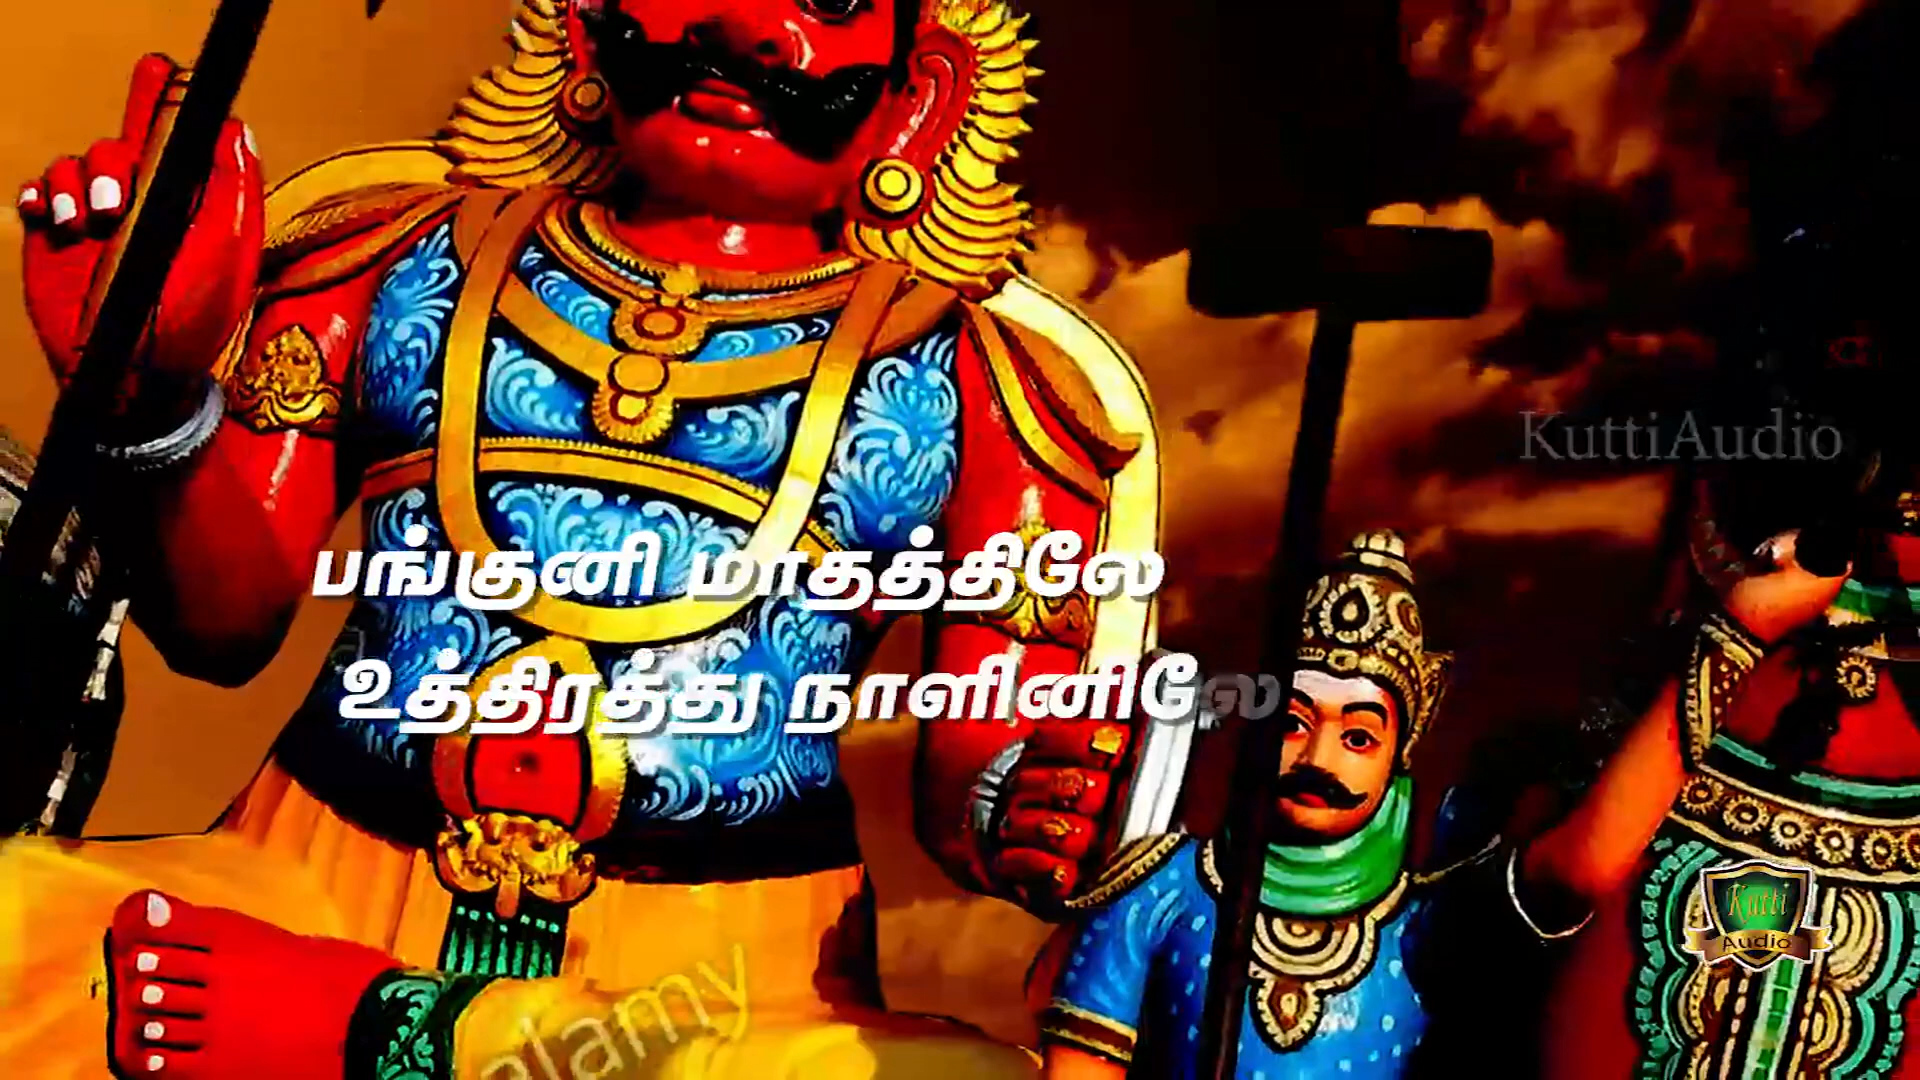 KuttiAudio
பங்குனி மாதத்திலே
உத்திரத்து நாளினிலே
Kutti
Audio
alamy